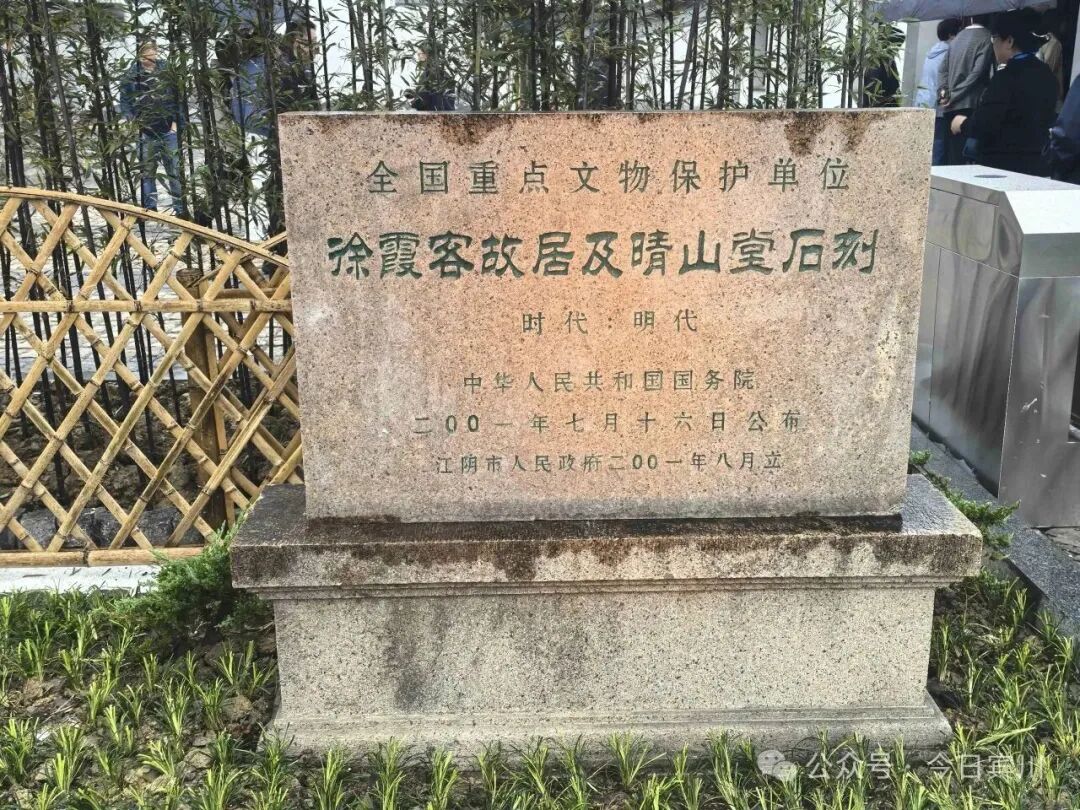 全国重点文物保护单位
徐霞客故居及晴山堂石刻
时代：明代
中华人民共和国国务院
二00一年七月十六日公布
江阴市人民政府二00一年八月立
公众号·今日宾川